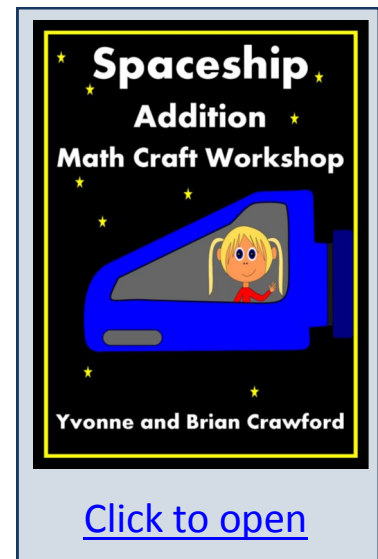 Spaceship
Addition
Math Craft Workshop
Yvonne and Brian Crawford
Click to open